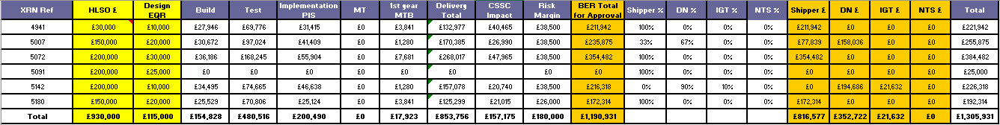 XRN Ref HLSO £ Design EQR Build Test Implementation PIS MT 1st year MTB Delivery Total CSSC Impact Risk Margin BER Total for Approval Shipper % DN % IGT % NTS % Shipper £ DN £ IGT £ NTS £ Total
4941 £30,000 £10,000 £27,946 £69,776 £31,415 £0 £3,841 £132,977 £40,465 £38,500 £211,942 100% 0% 0% 0% £211,942 £0 £0 £0 £221,942
5007 £150,000 £20,000 £30,672 £97,024 £41,409 £0 £1,280 £170,385 £26,990 £38,500 £235,875 33% 67% 0% 0% £77,839 £158,036 £0 £0 £255,875
5072 £200,000 £30,000 £36,186 £168,245 £55,904 £0 £7,681 £268,017 £47,965 £38,500 £354,482 100% 0% 0% 0% £354,482 £0 £0 £0 £384,482
5091 £200,000 £25,000 £0 £0 £0 £0 £0 £0 £0 £0 100% 0% 0% 0% £0 £0 £0 £0 £25,000
5142 £200,000 £10,000 £34,495 £74,665 £46,638 £0 £1,280 £157,078 £20,740 £38,500 £216,318 0% 90% 10% 0% £0 £194,686 £21,632 £0 £226,318
5180 £150,000 £20,000 £25,529 £70,806 £25,124 £0 £3,841 £125,299 £21,015 £26,000 £172,314 100% 0% 0% 0% £172,314 £0 £0 £0 £192,314
Total £930,000 £115,000 £154,828 £480,516 £200,490 £0 £17,923 £853,756 £157,175 £180,000 £1,190,931 £816,577 £352,722 £21,632 £0 £1,305,931